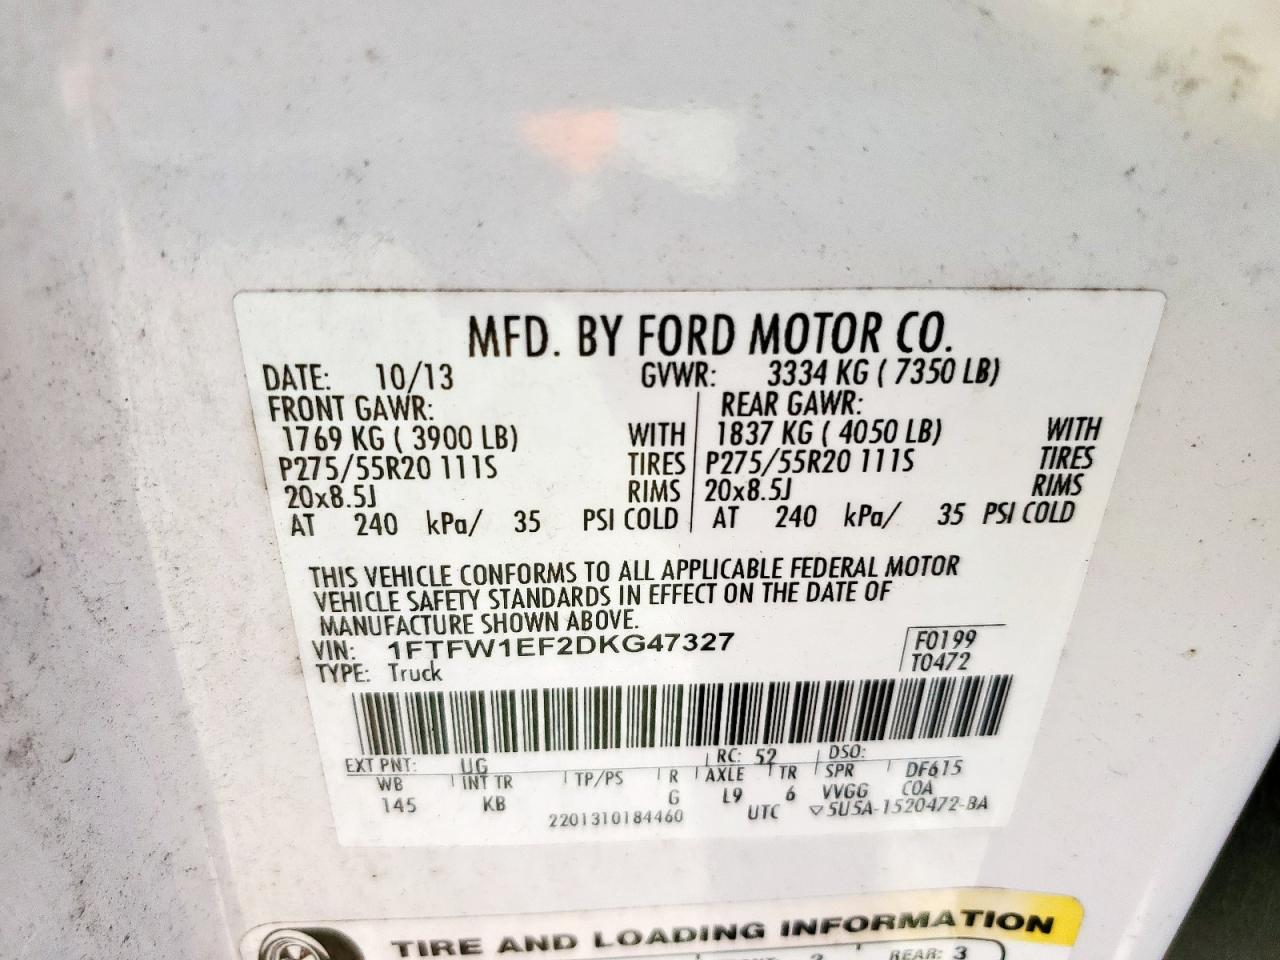 MFD. BY FORD MOTOR CO.
DATE: 10/13 GVWR: 3334 KG ( 7350 LB)
FRONT GAWR: REAR GAWR:
1769 KG ( 3900 LB) WITH 1837 KG ( 4050 LB) WITH
P275/55R20 111S TIRES P275/55R20 111S TIRES
20x8.5J RIMS 20x8.5J RIMS
AT 240 kPa/ 35 PSI COLD AT 240 kPa/ 35 PSI COLD
THIS VEHICLE CONFORMS TO ALL APPLICABLE FEDERAL MOTOR
VEHICLE SAFETY STANDARDS IN EFFECT ON THE DATE OF
MANUFACTURE SHOWN ABOVE.
VIN: 1FTFW1EF2DKG47327 F0199
TYPE: Truck T0472
EXT PNT: UG RC: 52 DSO:
WB INT TR TP/PS R AXLE TR SPR DF615
145 KB G L9 6 VVGG COA
2201310184460 UTC ▽5U5A-1520472-BA
TIRE AND LOADING INFORMATION
REAR: 3